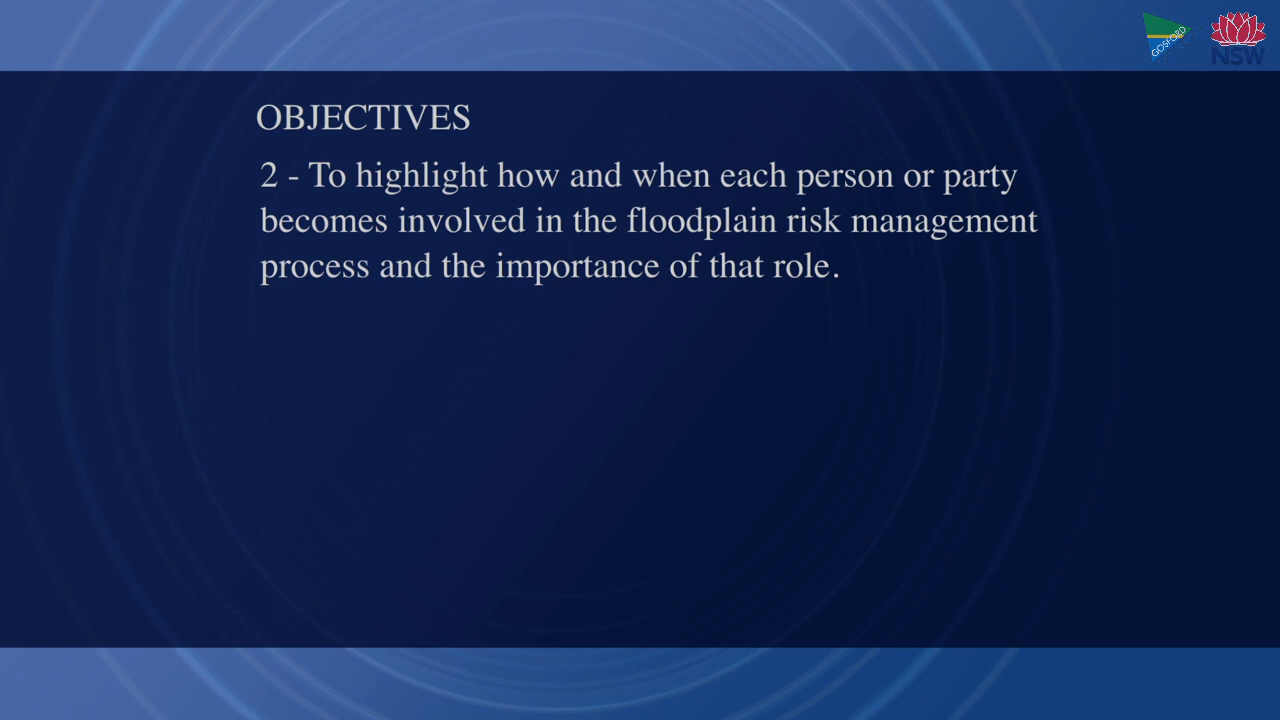 GOSFORD
NSW
OBJECTIVES
2 - To highlight how and when each person or party
becomes involved in the floodplain risk management
process and the importance of that role.